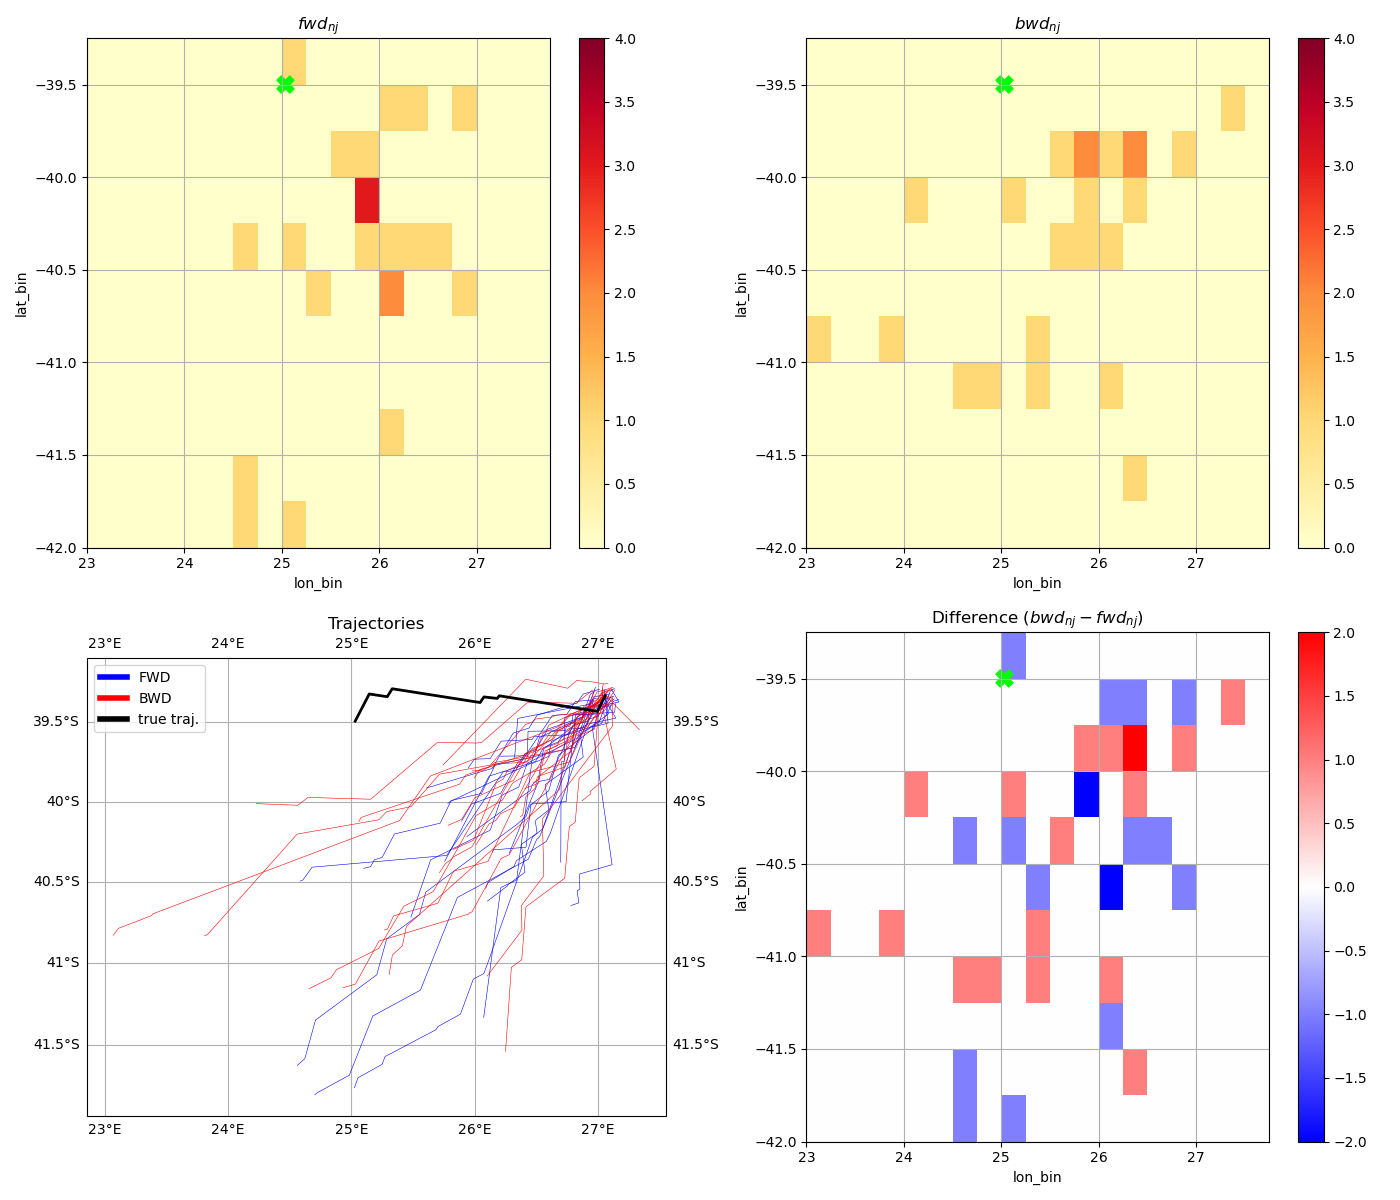 fwd_nj
bwd_nj
4.0
3.5
3.0
2.5
2.0
1.5
1.0
0.5
0.0
4.0
3.5
3.0
2.5
2.0
1.5
1.0
0.5
0.0
−39.5
−40.0
−40.5
−41.0
−41.5
−42.0
−39.5
−40.0
−40.5
−41.0
−41.5
−42.0
lat_bin
lat_bin
23 24 25 26 27
23 24 25 26 27
lon_bin
lon_bin
Trajectories
23°E 24°E 25°E 26°E 27°E
FWD
BWD
true traj.
39.5°S 39.5°S
40°S 40°S
40.5°S 40.5°S
41°S 41°S
41.5°S 41.5°S
23°E 24°E 25°E 26°E 27°E
Difference (bwd_nj − fwd_nj)
−39.5
−40.0
−40.5
−41.0
−41.5
−42.0
lat_bin
23 24 25 26 27
lon_bin
2.0
1.5
1.0
0.5
0.0
−0.5
−1.0
−1.5
−2.0